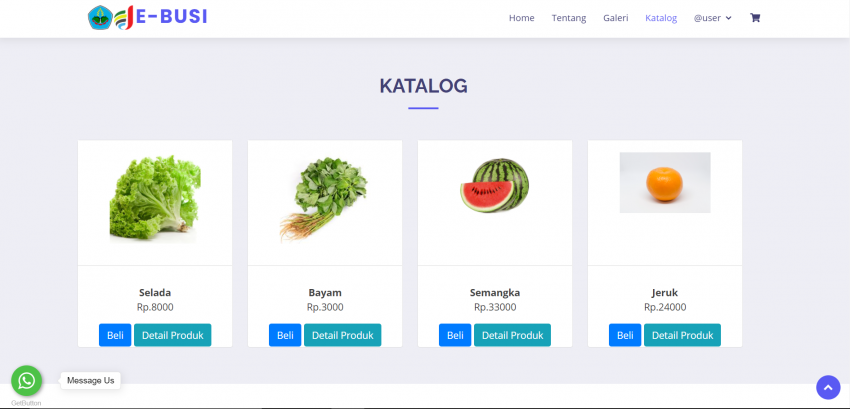 E-BUSI
Home Tentang Galeri Katalog @user
KATALOG
Selada
Rp.8000
Beli Detail Produk
Bayam
Rp.3000
Beli Detail Produk
Semangka
Rp.33000
Beli Detail Produk
Jeruk
Rp.24000
Beli Detail Produk
Message Us
GetButton